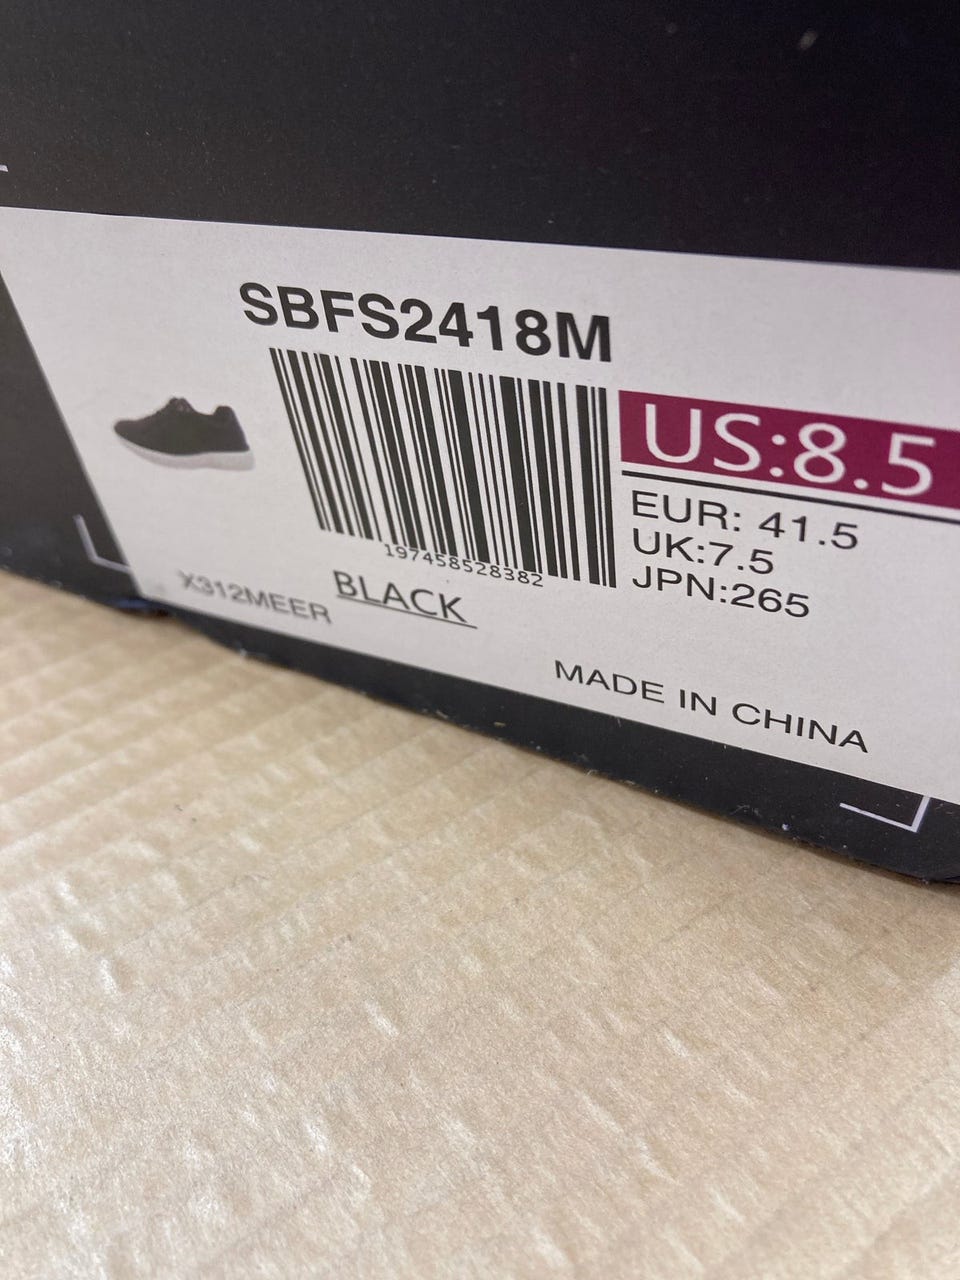 SBFS2418M
US:8.5
EUR: 41.5
UK:7.5
JPN:265
197458528382
BLACK
X312MEER
MADE IN CHINA